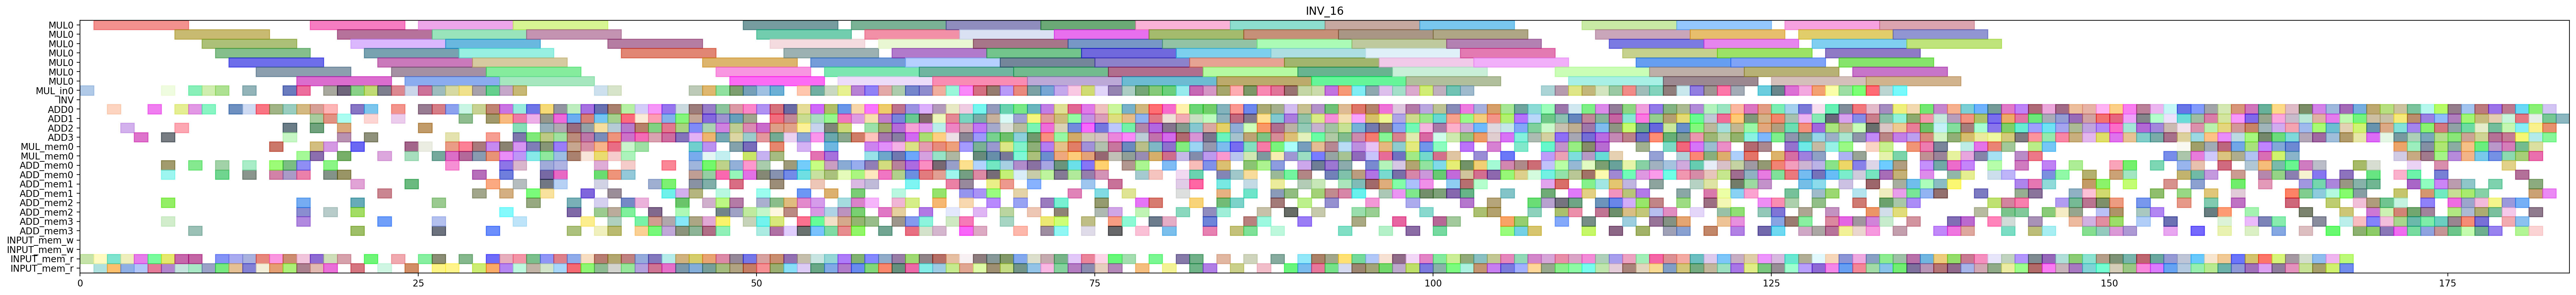 INV_16
MUL0
MUL0
MUL0
MUL0
MUL0
MUL0
MUL0
MUL_in0
INV
ADD0
ADD1
ADD2
ADD3
MUL_mem0
MUL_mem0
ADD_mem0
ADD_mem0
ADD_mem1
ADD_mem1
ADD_mem2
ADD_mem2
ADD_mem3
ADD_mem3
INPUT_mem_w
INPUT_mem_w
INPUT_mem_r
INPUT_mem_r
0 25 50 75 100 125 150 175